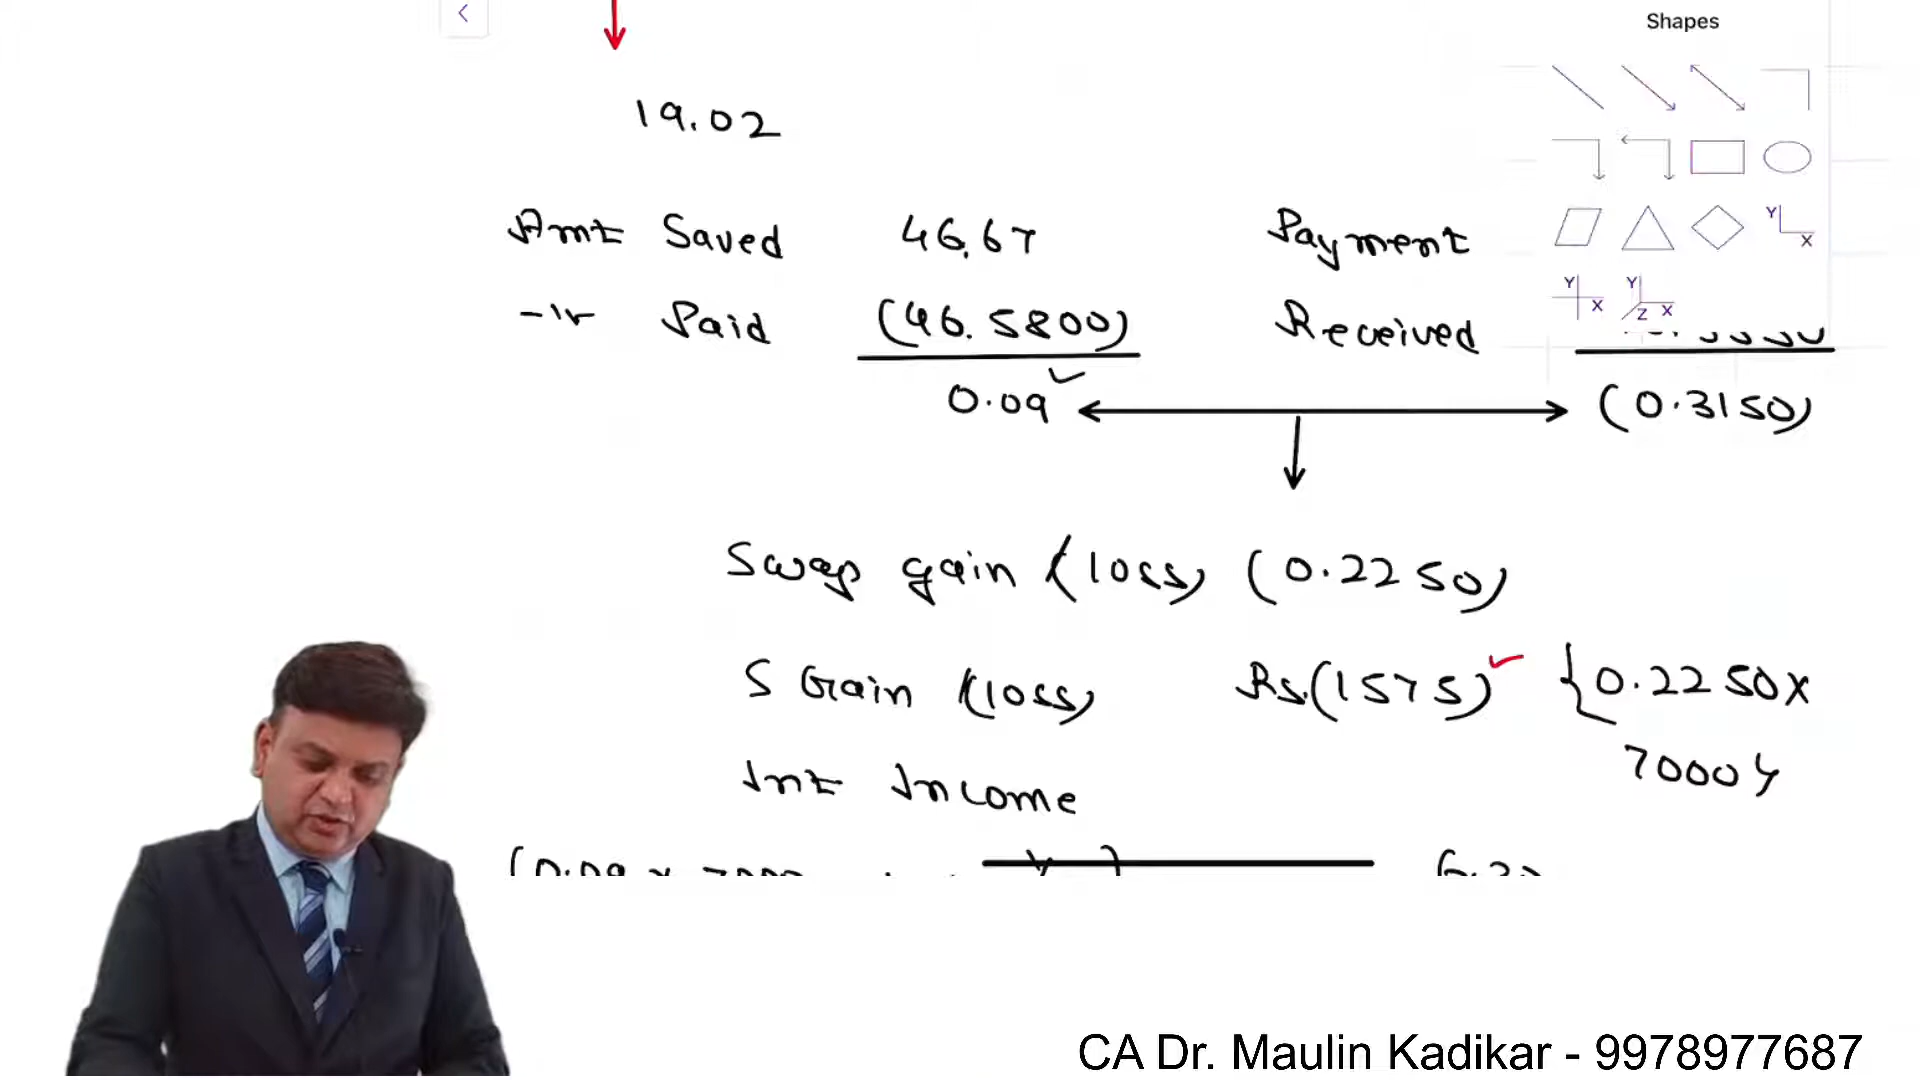 Shapes
19.02
Amt Saved 46.67 Payment
-"- Paid (46.5800) Received
0.09 (0.3150)
Swap gain (loss) (0.2250)
S Gain (loss) Rs.(1575) {0.2250x
7000}
Int Income
CA Dr. Maulin Kadikar - 9978977687